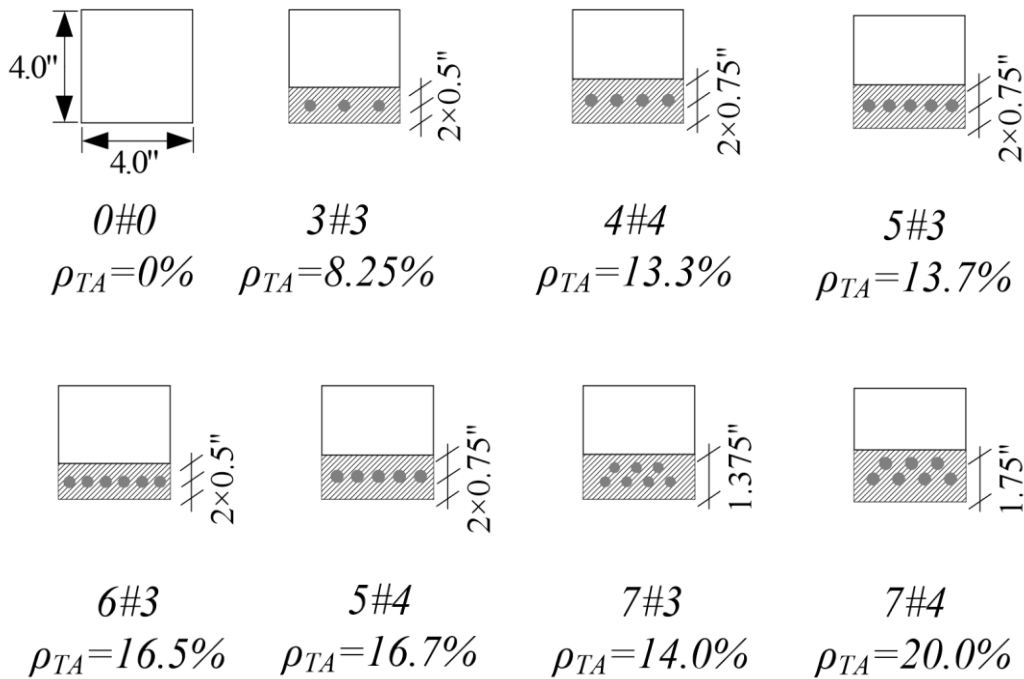 4.0"
4.0"
2×0.5"
2×0.75"
2×0.75"
0#0
3#3
4#4
5#3
ρTA=0%
ρTA=8.25%
ρTA=13.3%
ρTA=13.7%
2×0.5"
2×0.75"
1.375"
1.75"
6#3
5#4
7#3
7#4
ρTA=16.5%
ρTA=16.7%
ρTA=14.0%
ρTA=20.0%